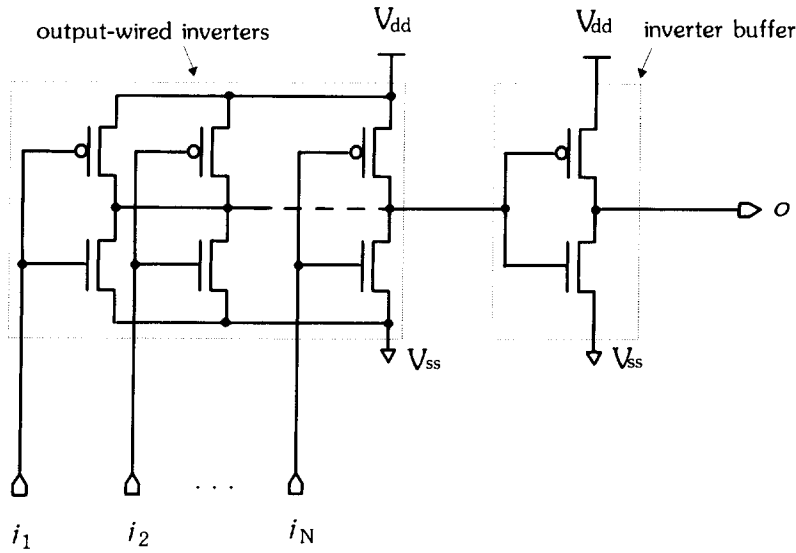 output-wired inverters
V_dd
V_dd
inverter buffer
o
V_ss
V_ss
i_1
i_2
. . .
i_N